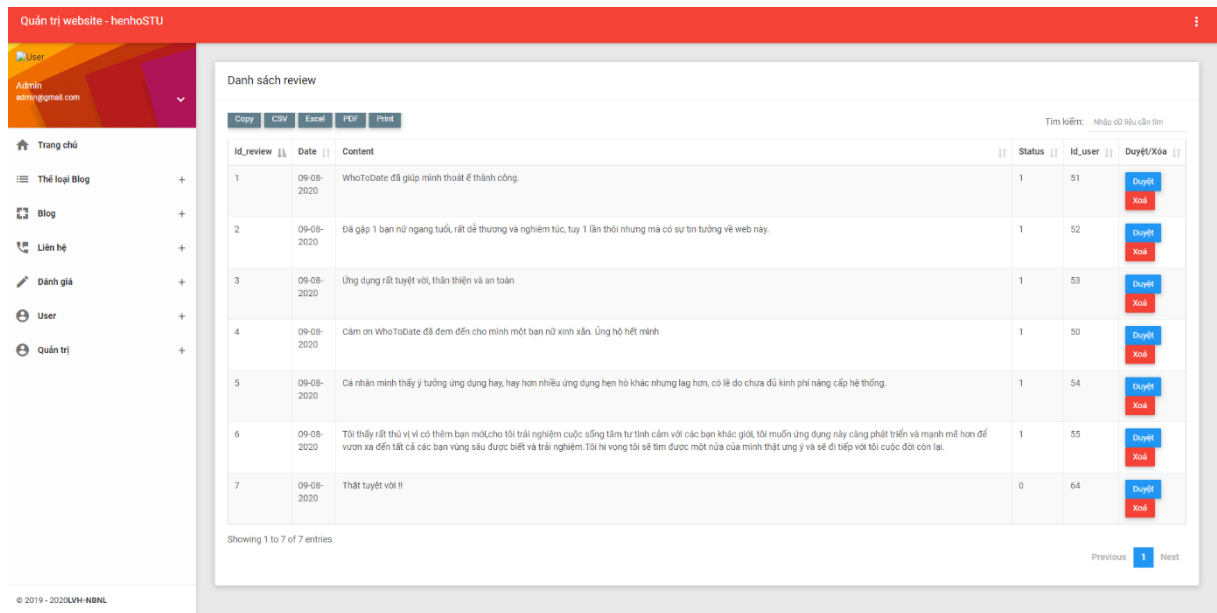 Quản trị website - henhoSTU
User
Admin
admin@gmail.com
Trang chủ
Thể loại Blog +
Blog +
Liên hệ +
Đánh giá +
User +
Quản trị +
© 2019 - 2020LVH-NBNL
Danh sách review
Copy CSV Excel PDF Print
Tìm kiếm: Nhập dữ liệu cần tìm
Id_review Date Content Status Id_user Duyệt/Xóa
1 09-08- WhoToDate đã giúp mình thoát ế thành công. 1 51 Duyệt
2020 Xoá
2 09-08- Đã gặp 1 bạn nữ ngang tuổi, rất dễ thương và nghiêm túc, tuy 1 lần thôi nhưng mà có sự tin tưởng về web này. 1 52 Duyệt
2020 Xoá
3 09-08- Ứng dụng rất tuyệt vời, thân thiện và an toàn 1 53 Duyệt
2020 Xoá
4 09-08- Cám ơn WhoToDate đã đem đến cho mình một bạn nữ xinh xắn. Ủng hộ hết mình 1 50 Duyệt
2020 Xoá
5 09-08- Cá nhân mình thấy ý tưởng ứng dụng hay, hay hơn nhiều ứng dụng hẹn hò khác nhưng lag hơn, có lẽ do chưa đủ kinh phí nâng cấp hệ thống. 1 54 Duyệt
2020 Xoá
6 09-08- Tôi thấy rất thú vị vì có thêm bạn mới,cho tôi trải nghiệm cuộc sống tâm tư tình cảm với các bạn khác giới, tôi muốn ứng dụng này càng phát triển và mạnh mẽ hơn để 1 55 Duyệt
2020 vươn xa đến tất cả các bạn vùng sâu được biết và trải nghiệm.Tôi hi vong tôi sẽ tìm được một nửa của mình thật ưng ý và sẽ đi tiếp với tôi cuộc đời còn lại. Xoá
7 09-08- Thật tuyệt vời !! 0 64 Duyệt
2020 Xoá
Showing 1 to 7 of 7 entries
Previous 1 Next